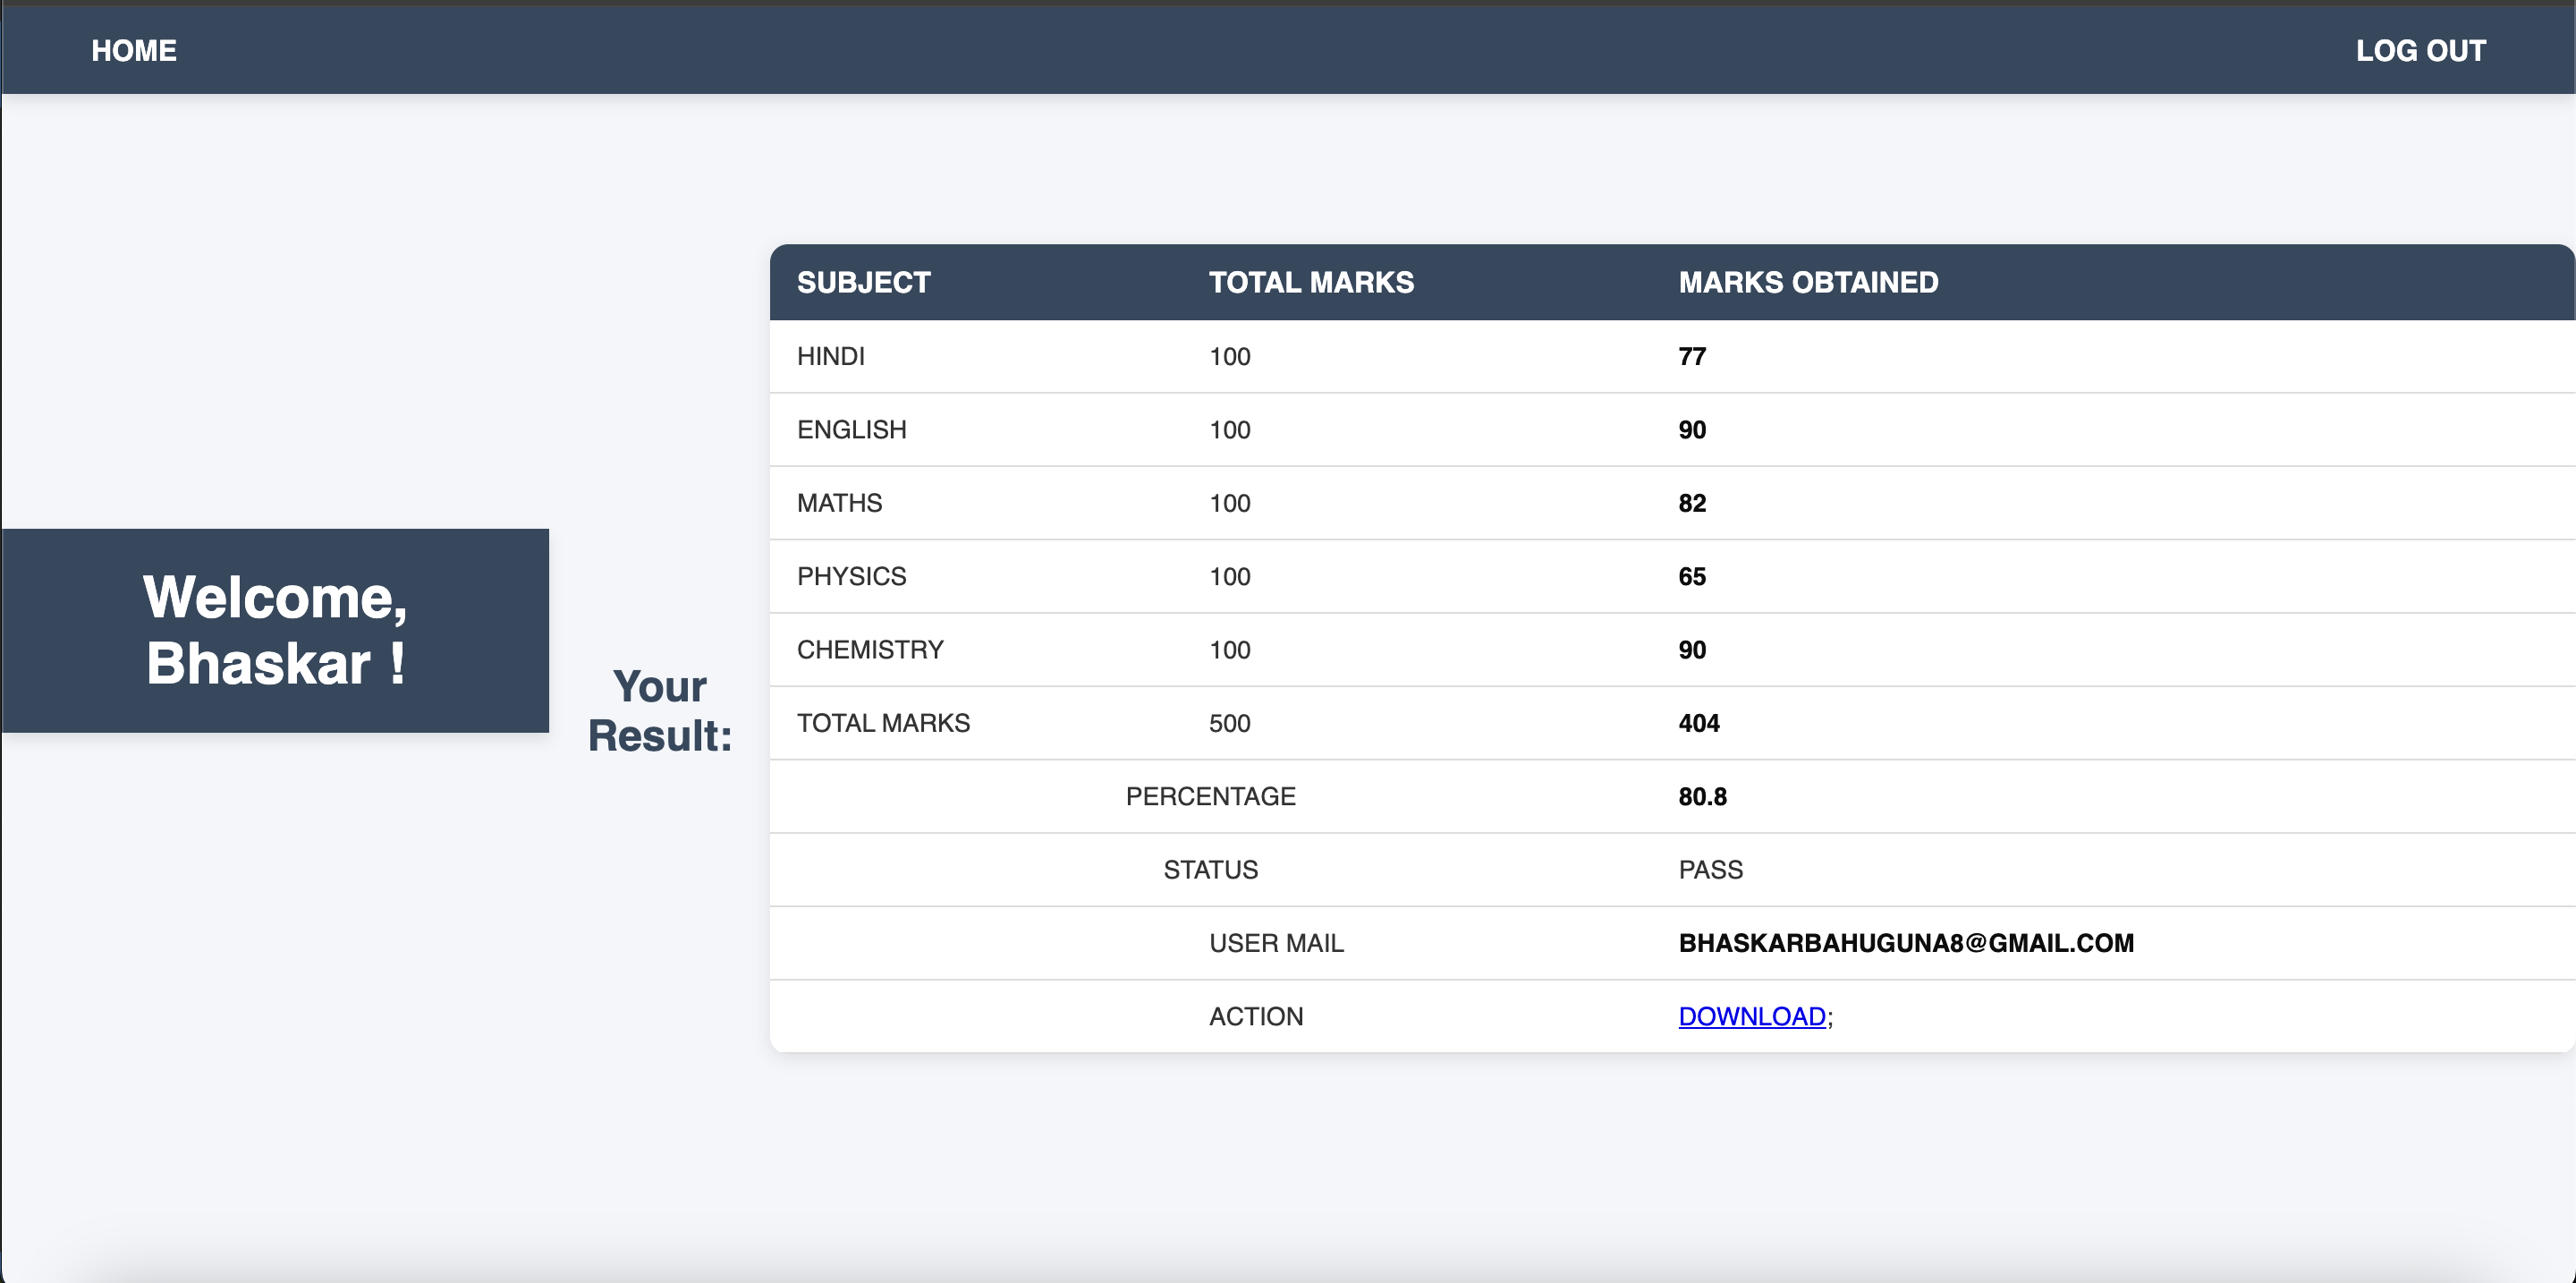 HOME LOG OUT
Welcome,
Bhaskar !
Your
Result:
SUBJECT TOTAL MARKS MARKS OBTAINED
HINDI 100 77
ENGLISH 100 90
MATHS 100 82
PHYSICS 100 65
CHEMISTRY 100 90
TOTAL MARKS 500 404
PERCENTAGE 80.8
STATUS PASS
USER MAIL BHASKARBAHUGUNA8@GMAIL.COM
ACTION DOWNLOAD;